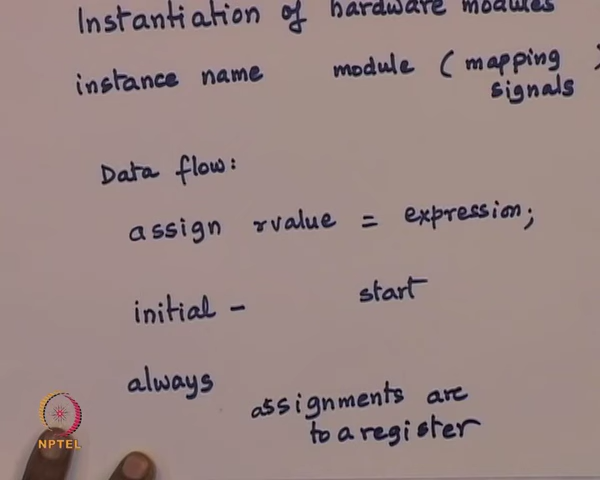 Instantiation of hardware modules
instance name module ( mapping )
signals
Data flow:
assign rvalue = expression;
initial - start
always
assignments are
to a register
NPTEL